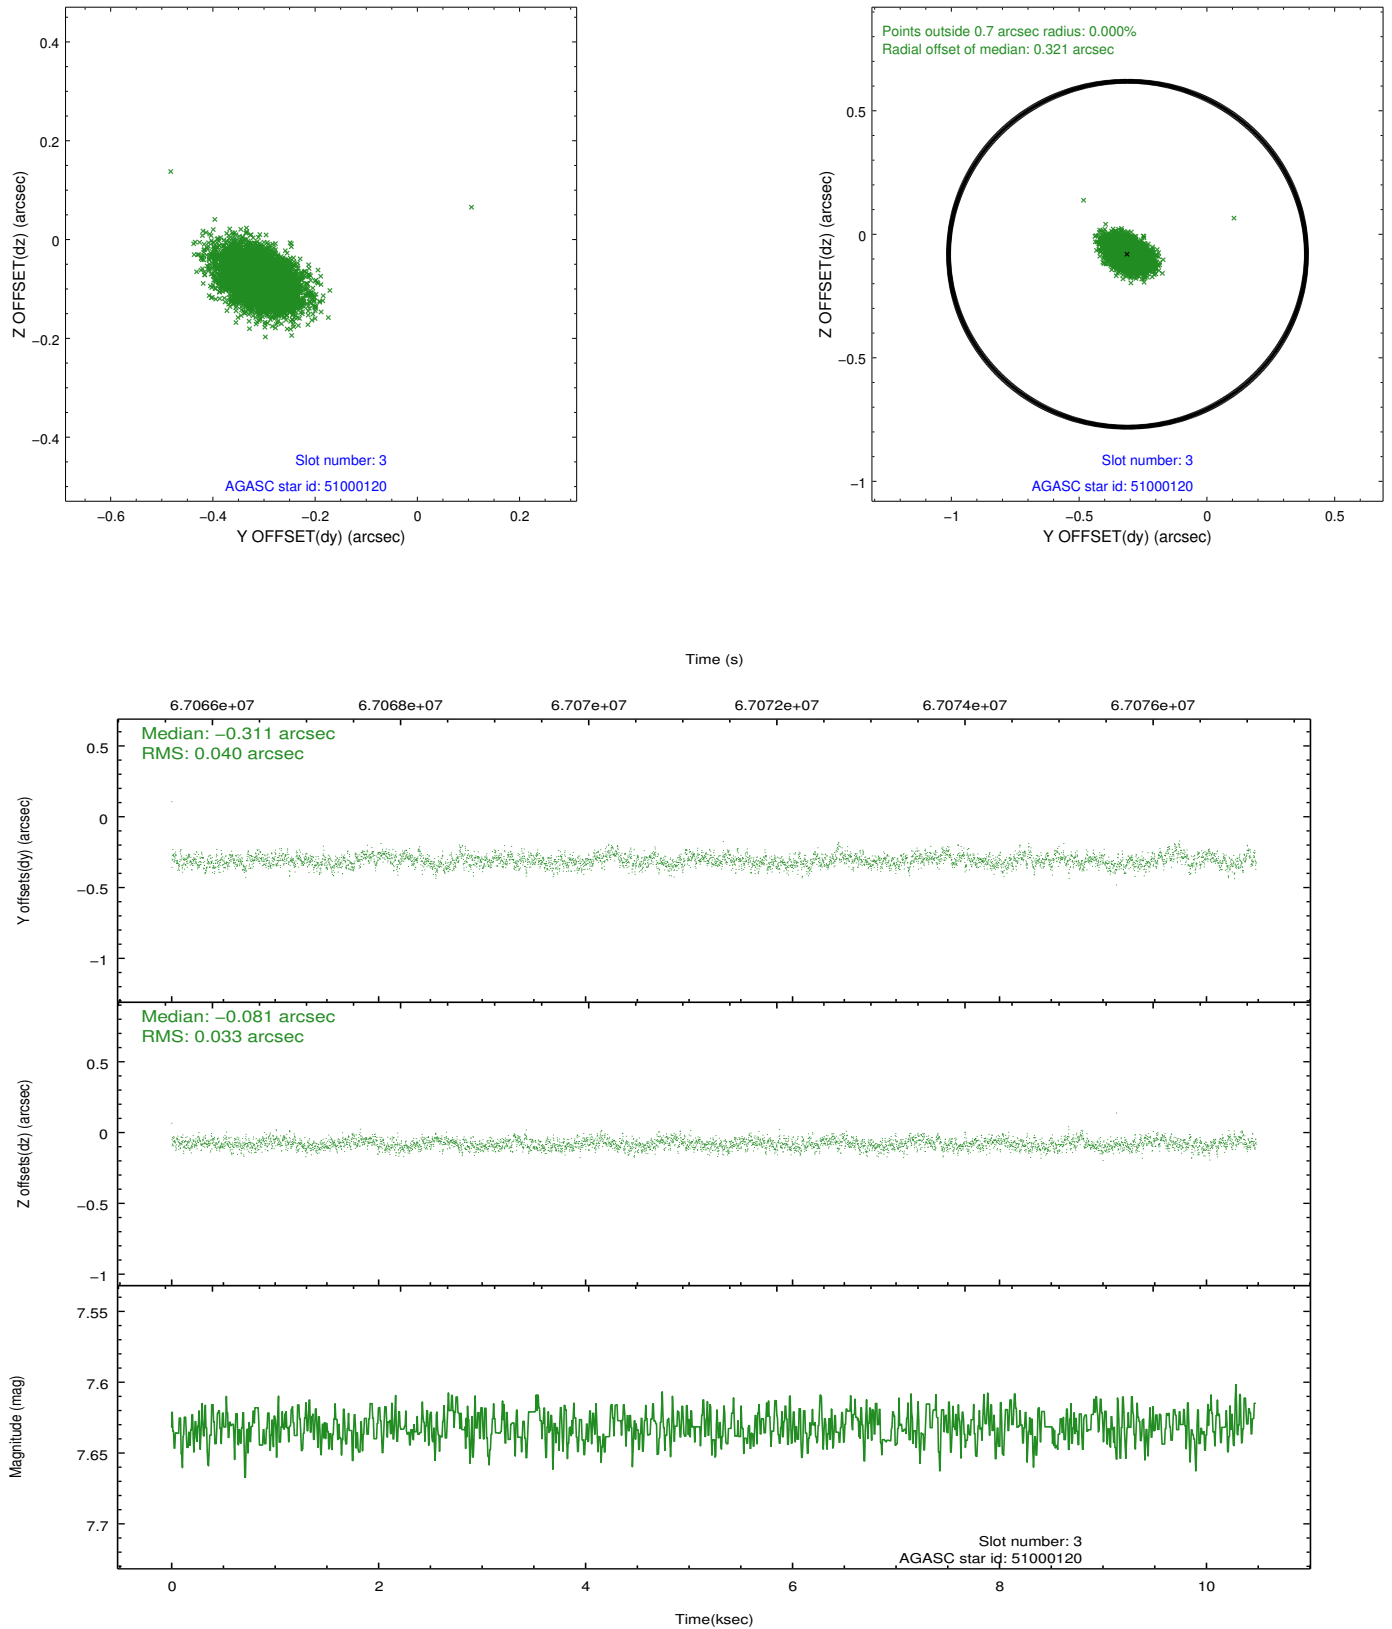 0.4
0.2
0
−0.2
−0.4
Z OFFSET(dz) (arcsec)
Slot number: 3
AGASC star id: 51000120
−0.6
−0.4
−0.2
0
0.2
Y OFFSET(dy) (arcsec)
Points outside 0.7 arcsec radius: 0.000%
Radial offset of median: 0.321 arcsec
0.5
0
−0.5
−1
Z OFFSET(dz) (arcsec)
Slot number: 3
AGASC star id: 51000120
−1
−0.5
0
0.5
Y OFFSET(dy) (arcsec)
Time (s)
6.7066e+07
6.7068e+07
6.707e+07
6.7072e+07
6.7074e+07
6.7076e+07
Median: −0.311 arcsec
RMS: 0.040 arcsec
0.5
0
−0.5
−1
Y offsets(dy) (arcsec)
Median: −0.081 arcsec
RMS: 0.033 arcsec
0.5
0
−0.5
−1
Z offsets(dz) (arcsec)
7.55
7.6
7.65
7.7
Magnitude (mag)
Slot number: 3
AGASC star id: 51000120
0
2
4
6
8
10
Time(ksec)